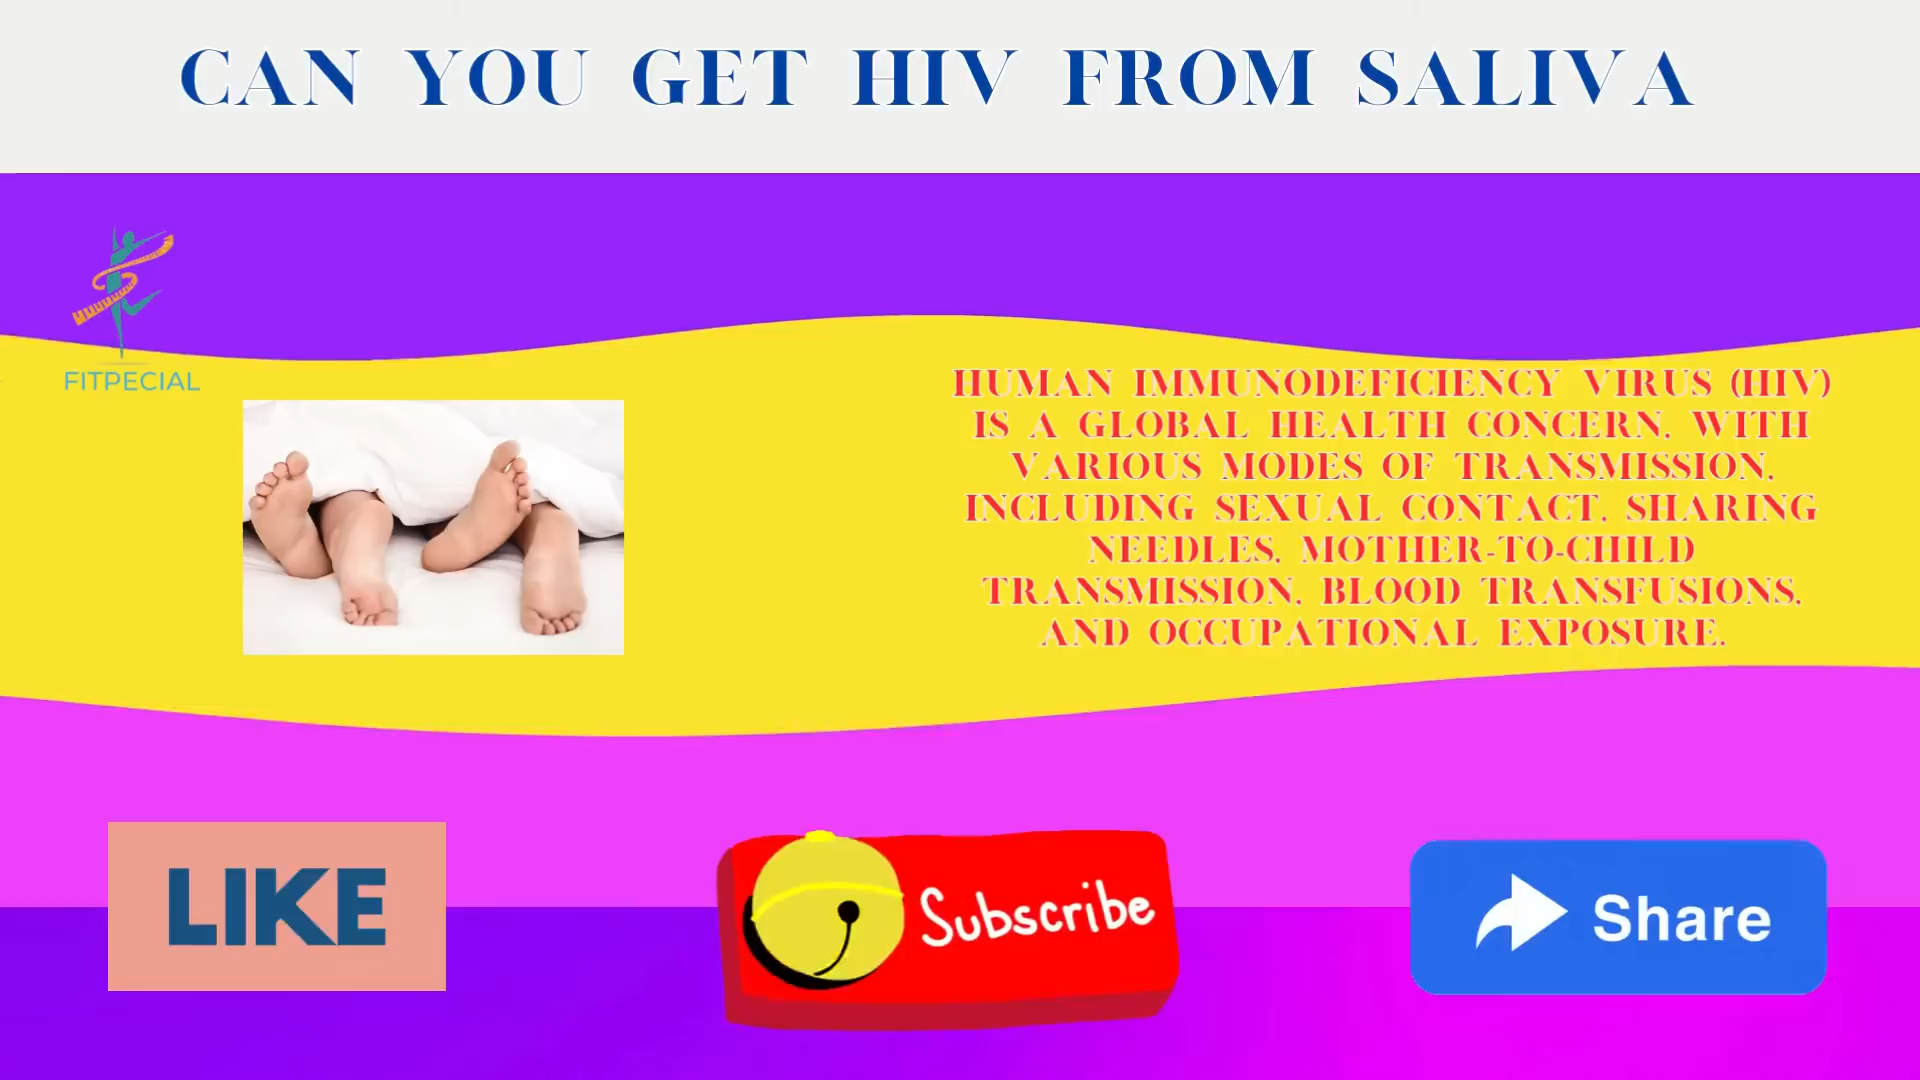 CAN YOU GET HIV FROM SALIVA
FITPECIAL
HUMAN IMMUNODEFICIENCY VIRUS (HIV)
IS A GLOBAL HEALTH CONCERN, WITH
VARIOUS MODES OF TRANSMISSION,
INCLUDING SEXUAL CONTACT, SHARING
NEEDLES, MOTHER-TO-CHILD
TRANSMISSION, BLOOD TRANSFUSIONS,
AND OCCUPATIONAL EXPOSURE.
LIKE
Subscribe
Share